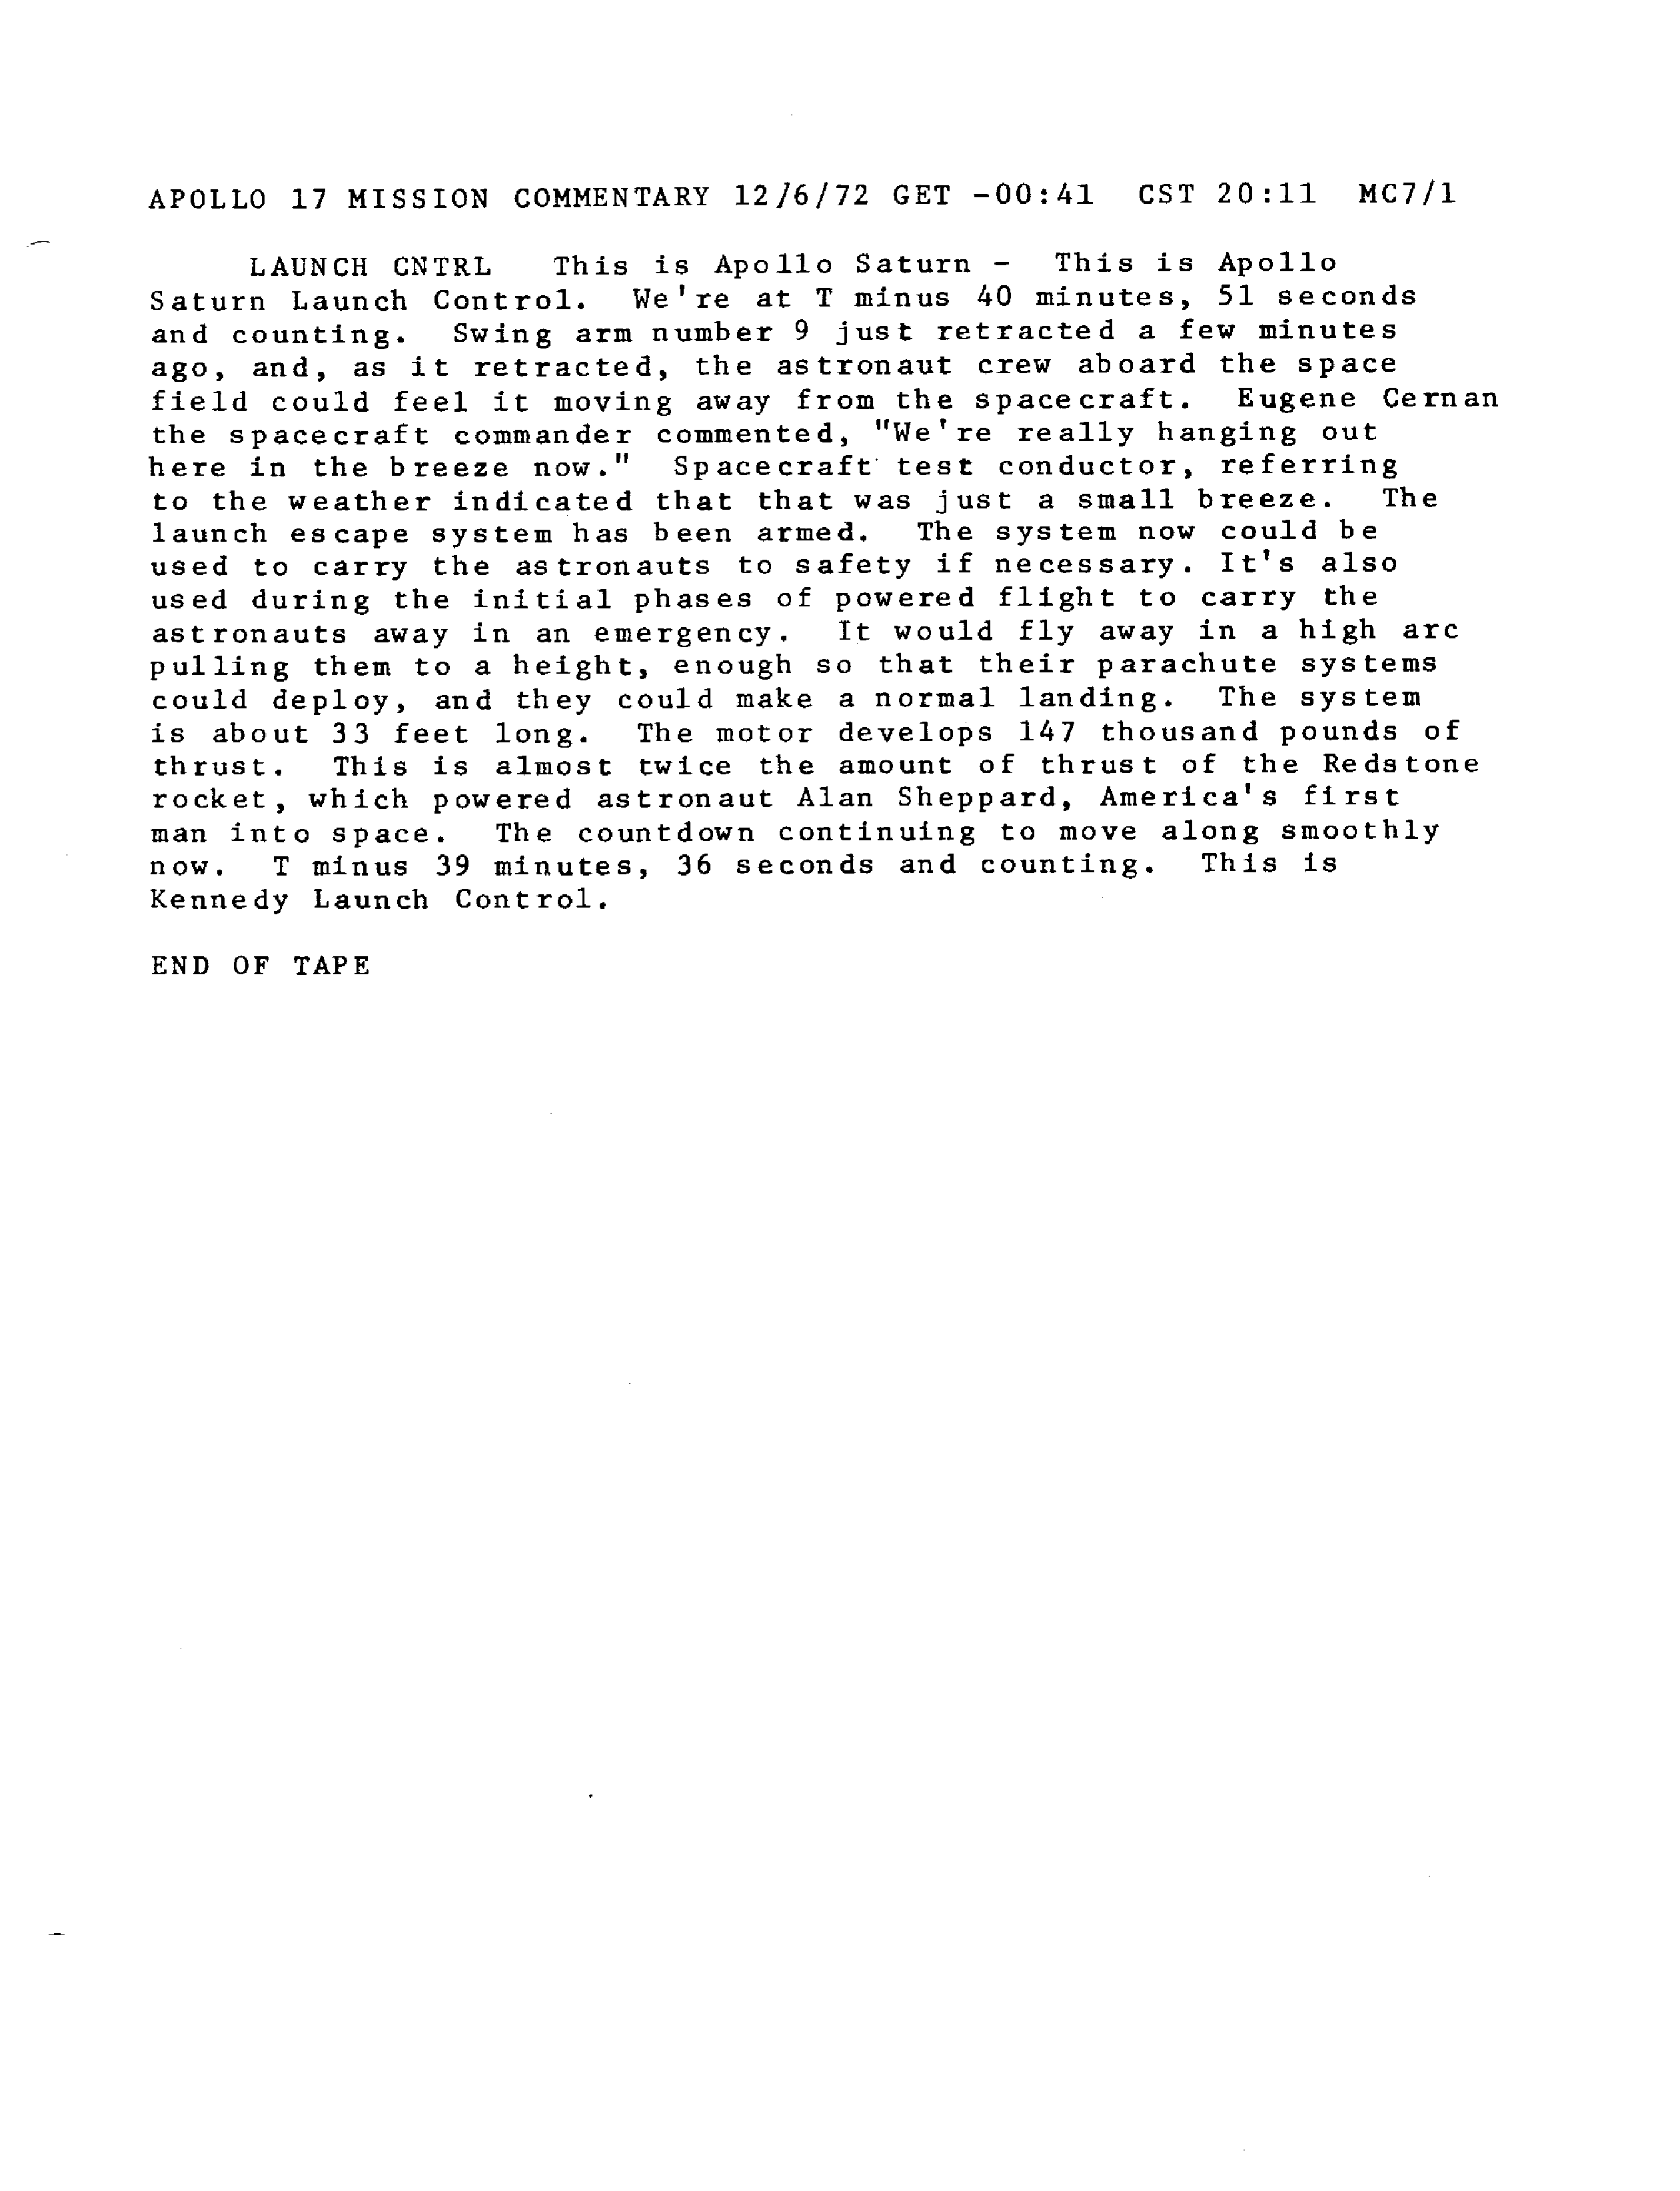 APOLLO 17 MISSION COMMENTARY 12/6/72 GET -00:41 CST 20:11 MC7/1
LAUNCH CNTRL This is Apollo Saturn - This is Apollo
Saturn Launch Control. We're at T minus 40 minutes, 51 seconds
and counting. Swing arm number 9 just retracted a few minutes
ago, and, as it retracted, the astronaut crew aboard the space
field could feel it moving away from the spacecraft. Eugene Cernan
the spacecraft commander commented, "We're really hanging out
here in the breeze now." Spacecraft test conductor, referring
to the weather indicated that that was just a small breeze. The
launch escape system has been armed. The system now could be
used to carry the astronauts to safety if necessary. It's also
used during the initial phases of powered flight to carry the
astronauts away in an emergency. It would fly away in a high arc
pulling them to a height, enough so that their parachute systems
could deploy, and they could make a normal landing. The system
is about 33 feet long. The motor develops 147 thousand pounds of
thrust. This is almost twice the amount of thrust of the Redstone
rocket, which powered astronaut Alan Sheppard, America's first
man into space. The countdown continuing to move along smoothly
now. T minus 39 minutes, 36 seconds and counting. This is
Kennedy Launch Control.
END OF TAPE